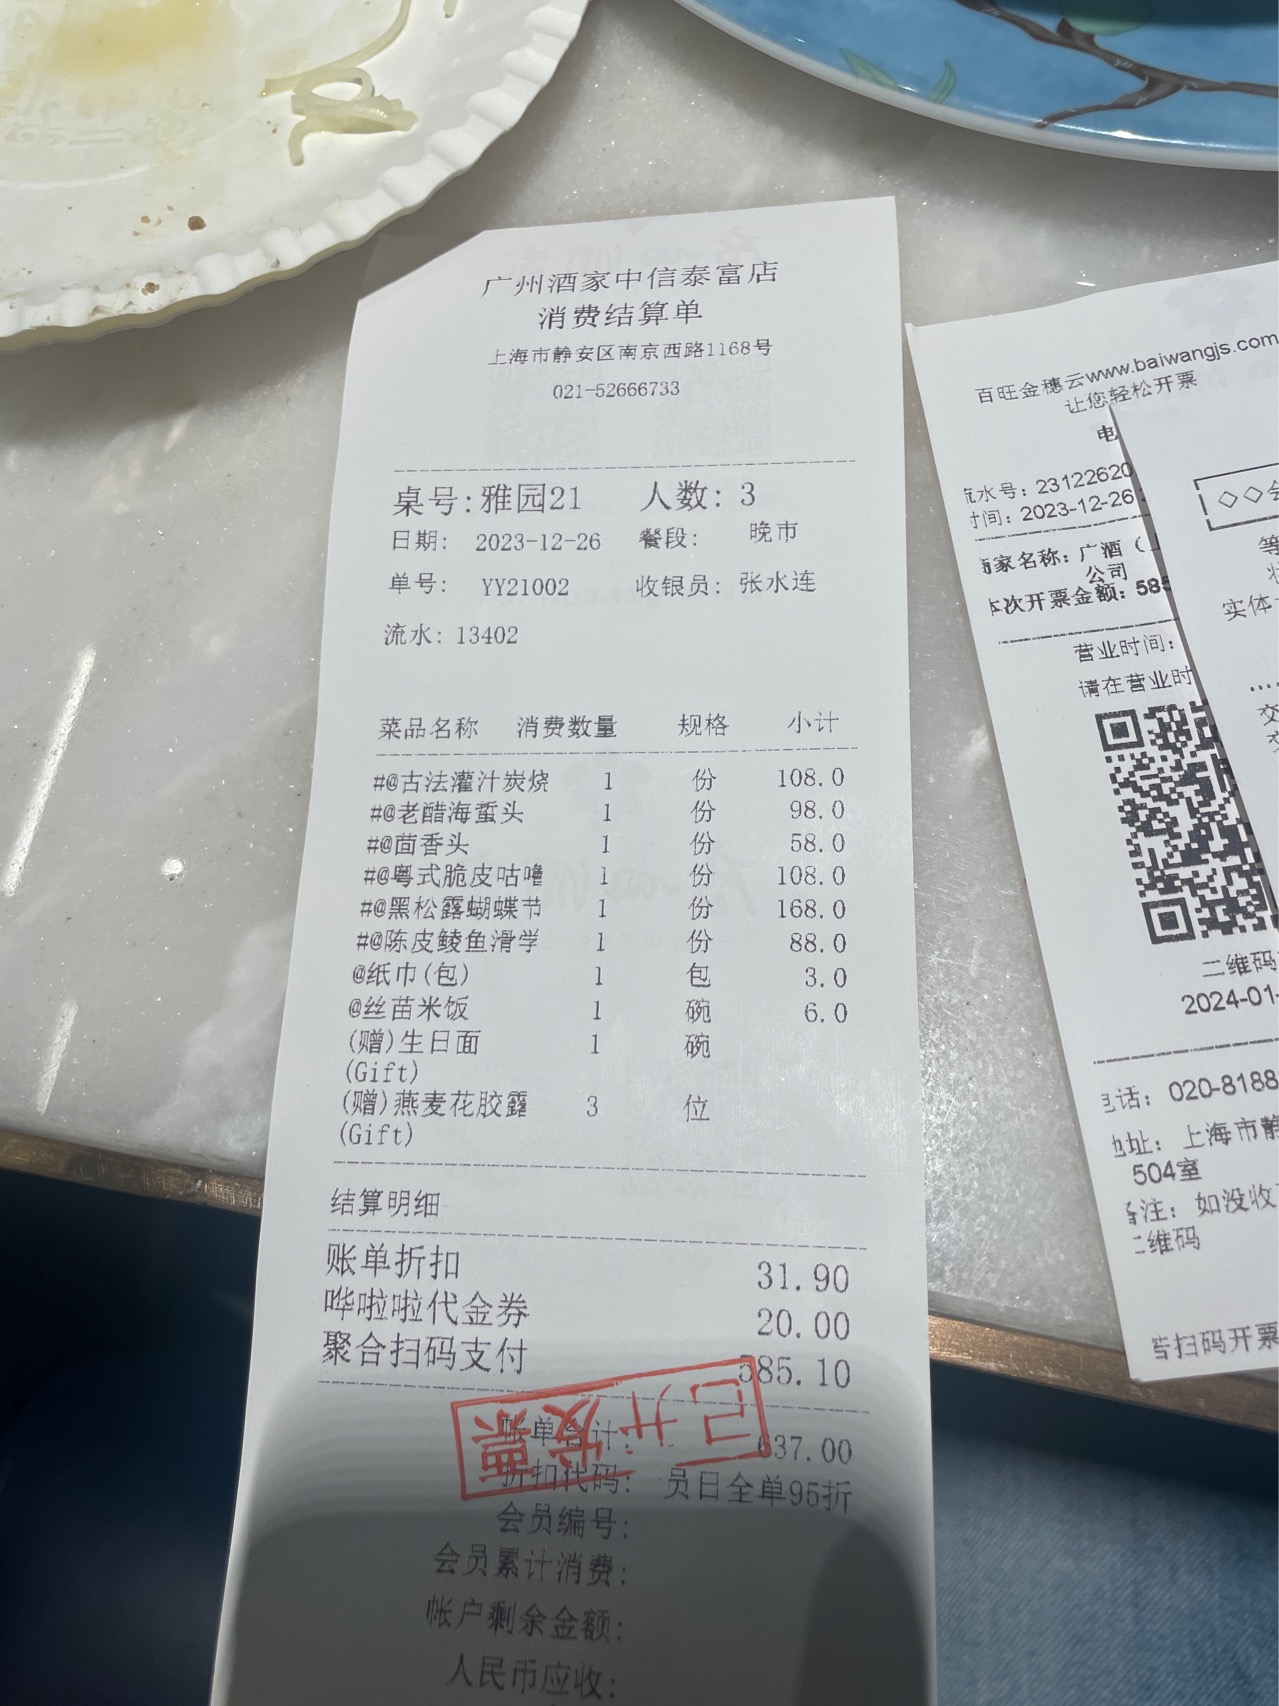 广州酒家中信泰富店
消费结算单
上海市静安区南京西路1168号
021-52666733
桌号:雅园21 人数: 3
日期: 2023-12-26 餐段: 晚市
单号: YY21002 收银员: 张水连
流水: 13402
菜品名称 消费数量 规格 小计
#@古法灌汁炭烧 1 份 108.0
#@老醋海蜇头 1 份 98.0
#@茴香头 1 份 58.0
#@粤式脆皮咕噜 1 份 108.0
#@黑松露蝴蝶节 1 份 168.0
#@陈皮鲮鱼滑学 1 份 88.0
@纸巾(包) 1 包 3.0
@丝苗米饭 1 碗 6.0
(赠)生日面 1 碗
(Gift)
(赠)燕麦花胶露 3 位
(Gift)
结算明细
账单折扣 31.90
哗啦啦代金券 20.00
聚合扫码支付 585.10
已开发票
帐单合计: 637.00
折扣代码: 员日全单95折
会员编号:
会员累计消费:
帐户剩余金额:
人民币应收:
百旺金穗云www.baiwangjs.com
让您轻松开票
电
流水号: 23122620
时间: 2023-12-26
商家名称: 广酒（上
公司
本次开票金额: 585
营业时间:
请在营业时
二维码
2024-01-
电话: 020-8188
地址: 上海市静
504室
备注: 如没收
二维码
扫码开票
◇◇会
等
实体
....
交
交